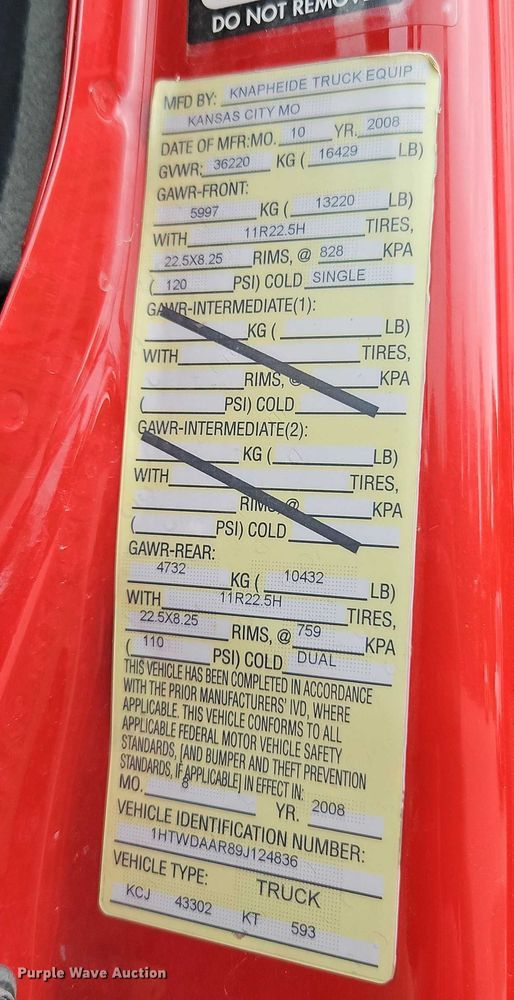 DO NOT REMOV
MFD BY: KNAPHEIDE TRUCK EQUIP
KANSAS CITY MO
DATE OF MFR:MO. 10 YR. 2008
GVWR: 36220 KG ( 16429 LB)
GAWR-FRONT:
5997 KG ( 13220 LB)
WITH 11R22.5H TIRES,
22.5X8.25 RIMS, @ 828 KPA
( 120 PSI) COLD SINGLE
GAWR-INTERMEDIATE(1):
KG ( LB)
WITH TIRES,
RIMS, @ KPA
( PSI) COLD
GAWR-INTERMEDIATE(2):
KG ( LB)
WITH TIRES,
RIMS, @ KPA
( PSI) COLD
GAWR-REAR:
4732 KG ( 10432 LB)
WITH 11R22.5H TIRES,
22.5X8.25 RIMS, @ 759 KPA
( 110 PSI) COLD DUAL
THIS VEHICLE HAS BEEN COMPLETED IN ACCORDANCE
WITH THE PRIOR MANUFACTURERS' IVD, WHERE
APPLICABLE. THIS VEHICLE CONFORMS TO ALL
APPLICABLE FEDERAL MOTOR VEHICLE SAFETY
STANDARDS, [AND BUMPER AND THEFT PREVENTION
STANDARDS, IF APPLICABLE] IN EFFECT IN:
MO. 8 YR. 2008
VEHICLE IDENTIFICATION NUMBER:
1HTWDAAR89J124836
VEHICLE TYPE: TRUCK
KCJ 43302 KT 593
Purple Wave Auction